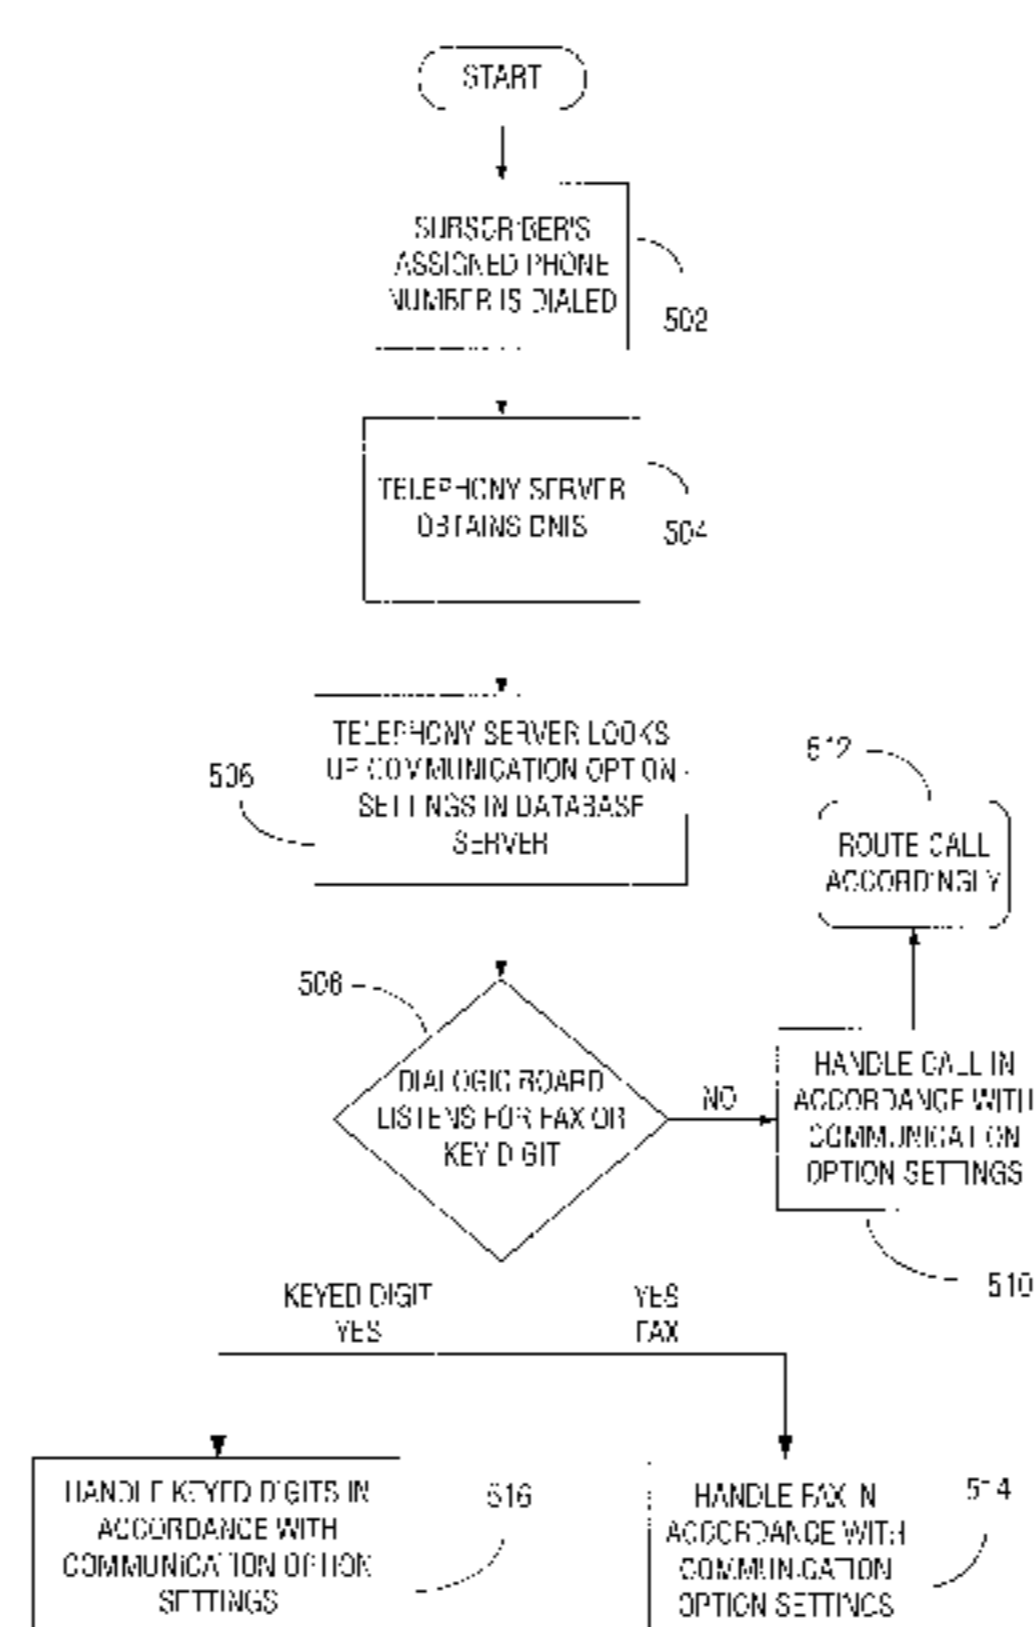 START
SUBSCRIBER'S
ASSIGNED PHONE
NUMBER IS DIALED
502
TELEPHONY SERVER
OBTAINS DNIS
504
TELEPHONY SERVER LOOKS
UP COMMUNICATION OPTION
SETTINGS IN DATABASE
SERVER
506
512
ROUTE CALL
ACCORDINGLY
508
DIALOGIC BOARD
LISTENS FOR FAX OR
KEY DIGIT
NO
HANDLE CALL IN
ACCORDANCE WITH
COMMUNICATION
OPTION SETTINGS
510
KEYED DIGIT
YES
YES
FAX
HANDLE KEYED DIGITS IN
ACCORDANCE WITH
COMMUNICATION OPTION
SETTINGS
516
HANDLE FAX IN
ACCORDANCE WITH
COMMUNICATION
OPTION SETTINGS
514